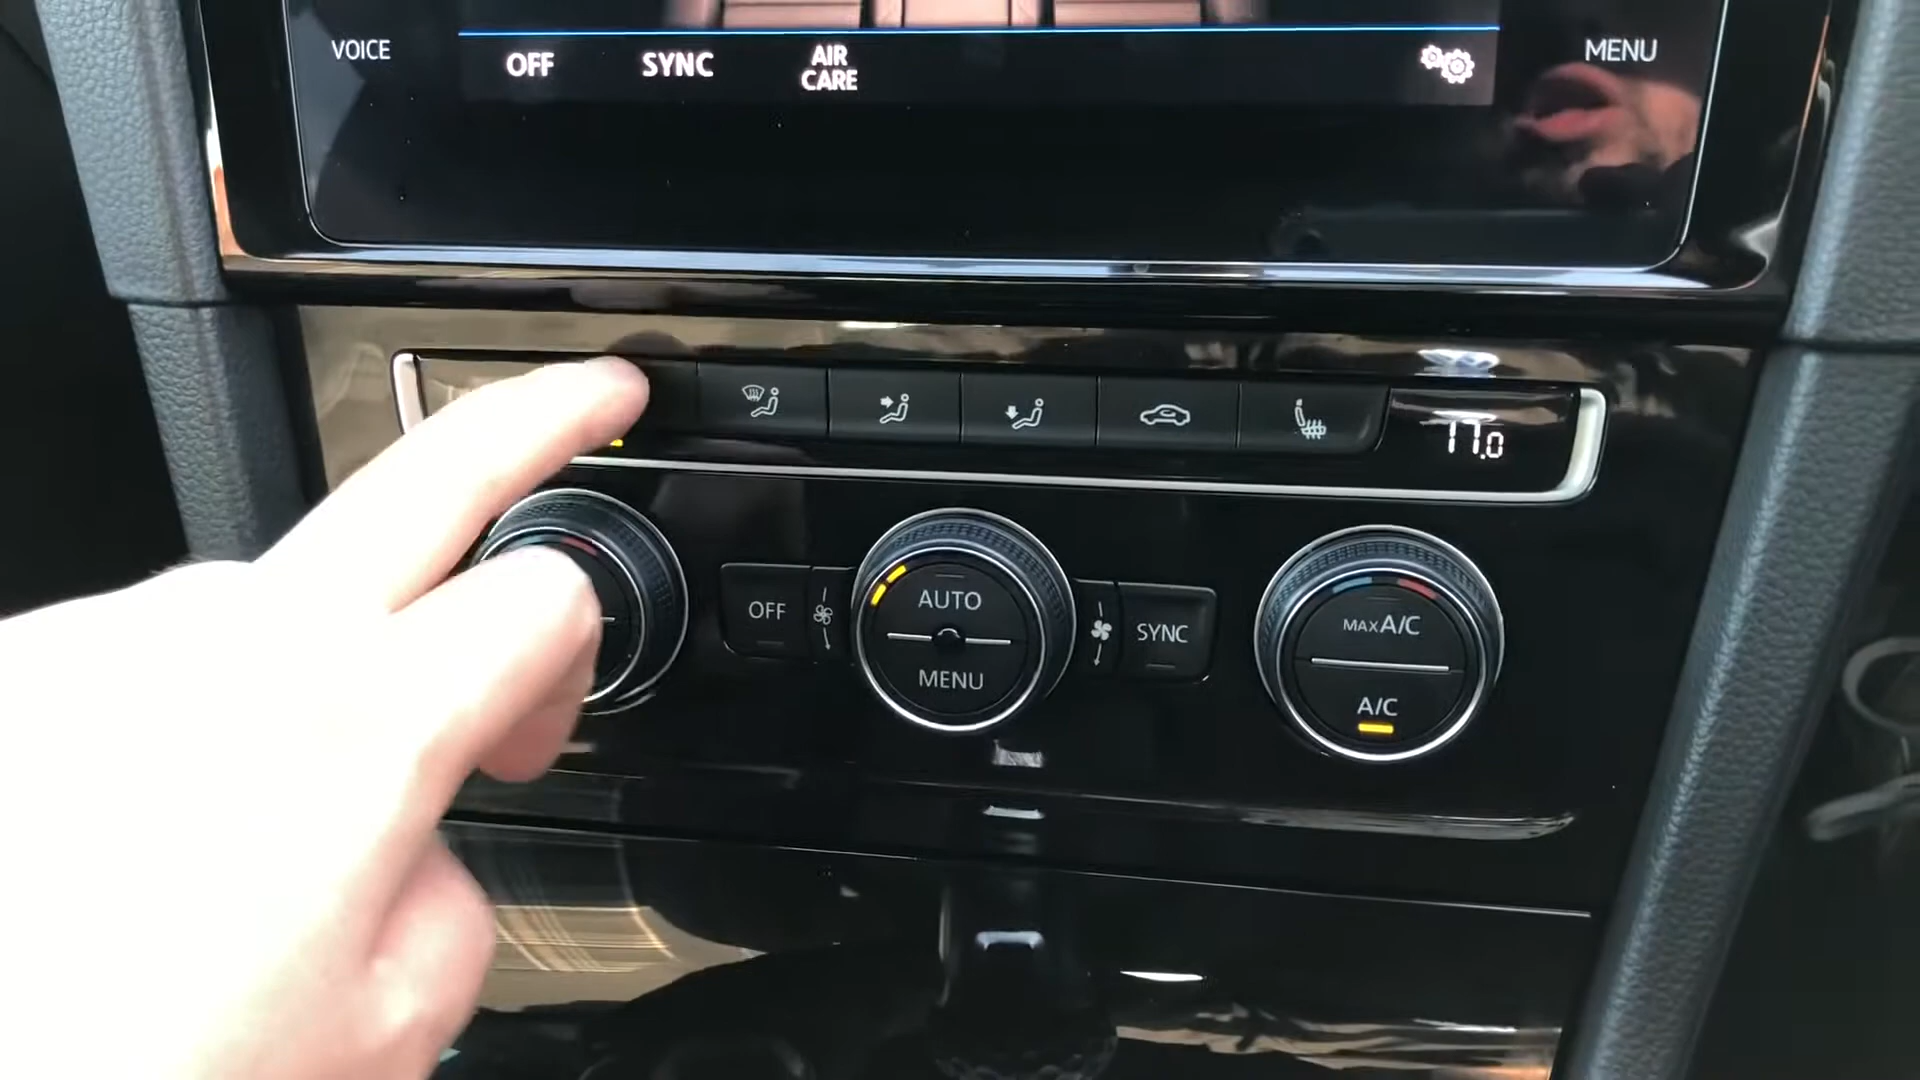 VOICE
OFF
SYNC
AIR
CARE
MENU
17.0
OFF
AUTO
MENU
SYNC
MAX A/C
A/C